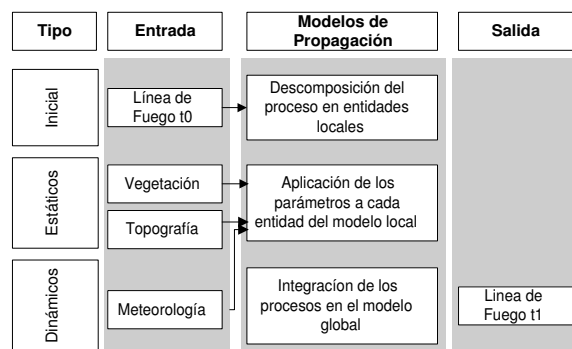 Tipo
Entrada
Modelos de
Propagación
Salida
Inicial
Línea de
Fuego t0
Descomposición del
proceso en entidades
locales
Estáticos
Vegetación
Topografía
Aplicación de los
parámetros a cada
entidad del modelo local
Dinámicos
Meteorología
Integracíon de los
procesos en el modelo
global
Linea de
Fuego t1